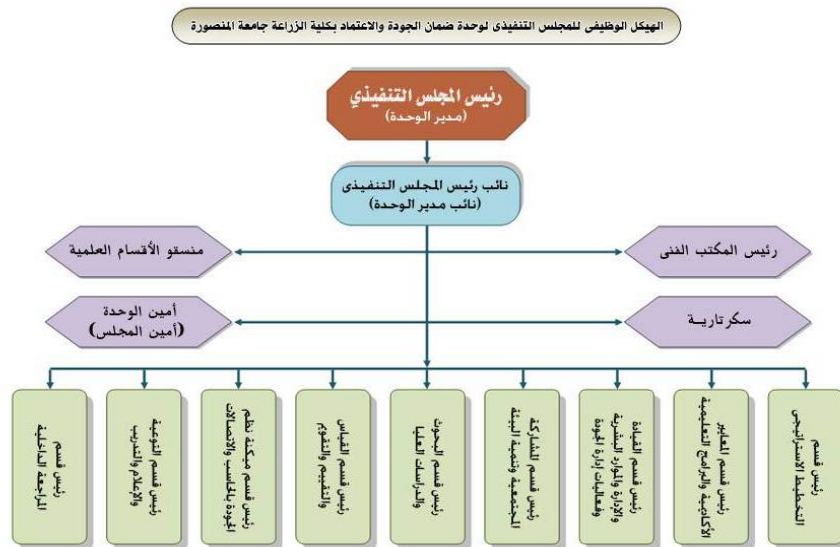 الهيكل الوظيفى للمجلس التنفيذى لوحدة ضمان الجودة والاعتماد بكلية الزراعة جامعة المنصورة
رئيس المجلس التنفيذي
(مدير الوحدة)
نائب رئيس المجلس التنفيذى
(نائب مدير الوحدة)
رئيس المكتب الفنى
منسقو الأقسام العلمية
سكرتارية
أمين الوحدة
(أمين المجلس)
رئيس قسم
التخطيط الاستراتيجى
رئيس قسم المعايير
الأكاديمية والبرامج التعليمية
رئيس قسم القيادة
والإدارة والموارد البشرية
وفعاليات إدارة الجودة
رئيس قسم المشاركة
المجتمعية وتنمية البيئة
رئيس قسم البحوث
والدراسات العليا
رئيس قسم القياس
والتقييم والتقويم
رئيس قسم ميكنة نظم
الجودة بالحاسب والاتصالات
رئيس قسم التوعية
والإعلام والتدريب
رئيس قسم
المراجعة الداخلية